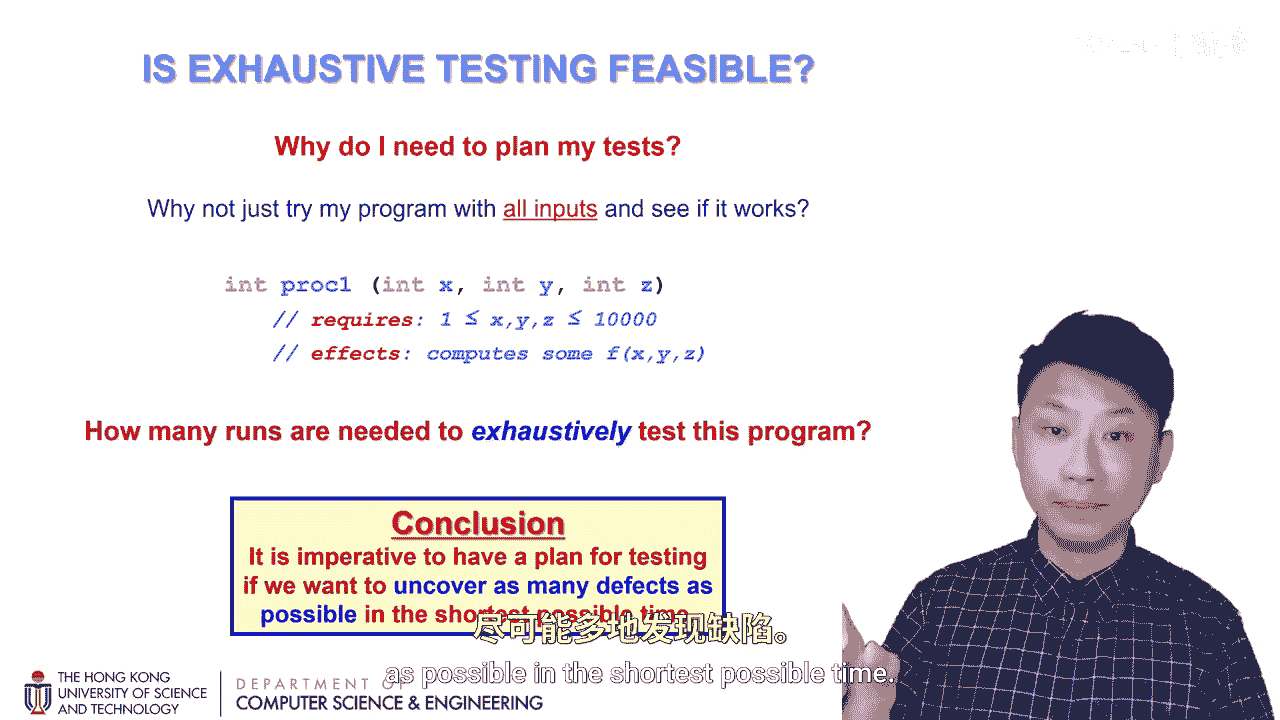 IS EXHAUSTIVE TESTING FEASIBLE?
Why do I need to plan my tests?
Why not just try my program with all inputs and see if it works?
int proc1 (int x, int y, int z)
// requires: 1 ≤ x,y,z ≤ 10000
// effects: computes some f(x,y,z)
How many runs are needed to exhaustively test this program?
Conclusion
It is imperative to have a plan for testing
if we want to uncover as many defects as
possible in the shortest possible time.
尽可能多地发现缺陷。
as possible in the shortest possible time.
THE HONG KONG
UNIVERSITY OF SCIENCE
AND TECHNOLOGY
DEPARTMENT OF
COMPUTER SCIENCE & ENGINEERING